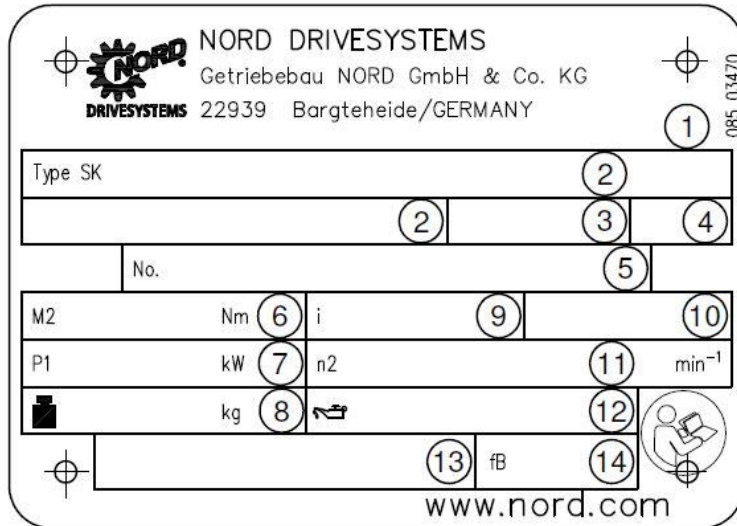 NORD DRIVESYSTEMS
NORD®
DRIVESYSTEMS
Getriebebau NORD GmbH & Co. KG
22939 Bargteheide/GERMANY
085 03470
1
Type SK 2
2 3 4
No. 5
M2 Nm 6 i 9 10
P1 kW 7 n2 11 min⁻¹
kg 8 12
13 fB 14
www.nord.com